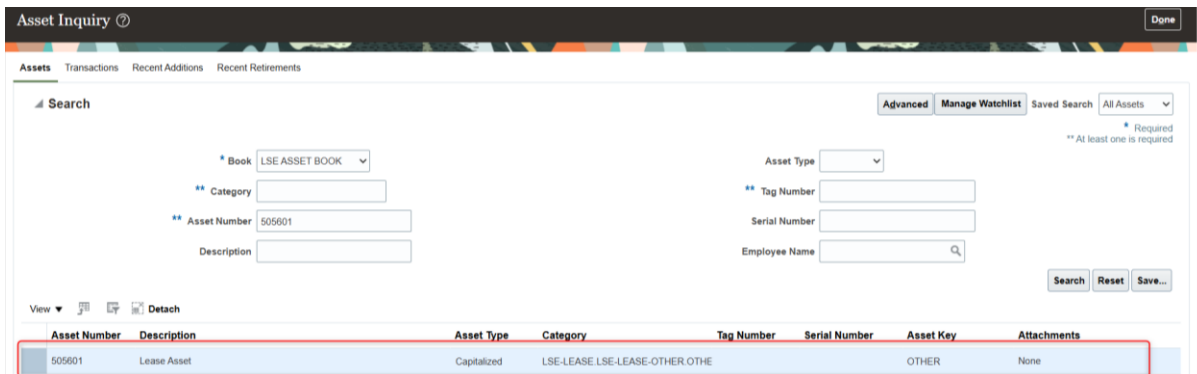 Asset Inquiry
Done
Assets Transactions Recent Additions Recent Retirements
Search
Advanced Manage Watchlist Saved Search All Assets
* Required
** At least one is required
* Book LSE ASSET BOOK
Asset Type
** Category
** Tag Number
** Asset Number 505601
Serial Number
Description
Employee Name
Search Reset Save...
View Detach
Asset Number Description Asset Type Category Tag Number Serial Number Asset Key Attachments
505601 Lease Asset Capitalized LSE-LEASE.LSE-LEASE-OTHER.OTHE OTHER None